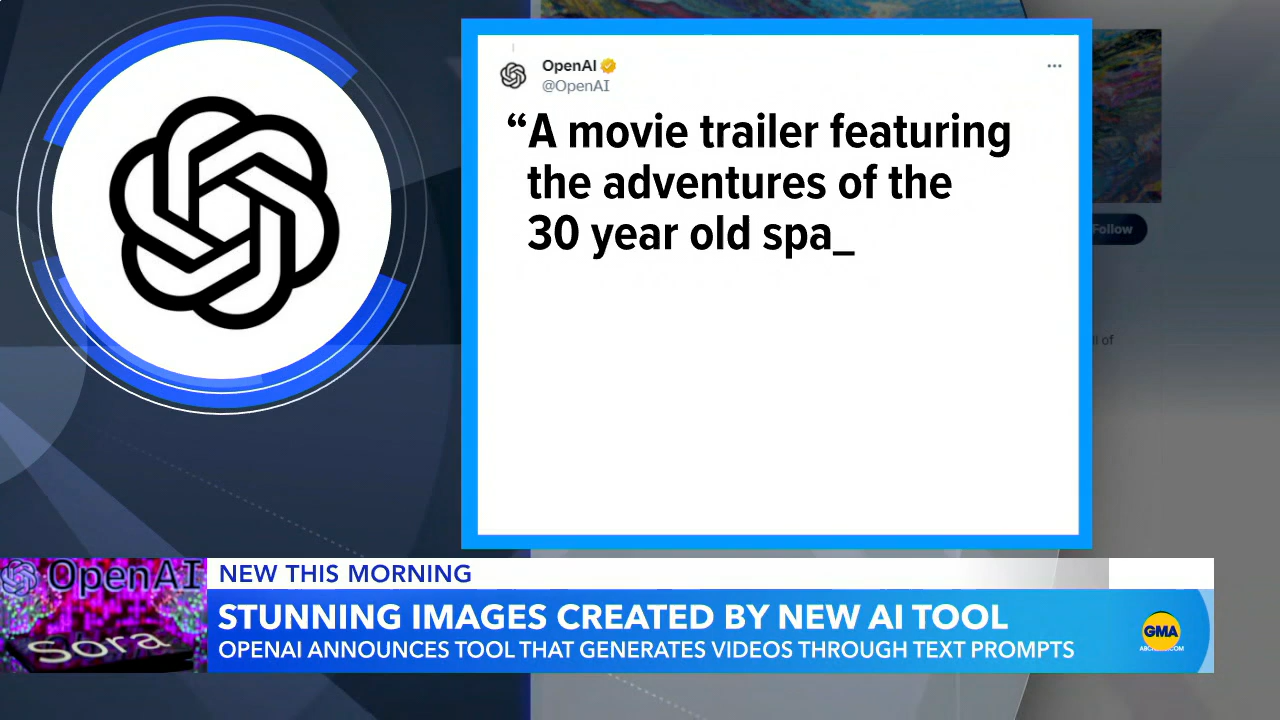 OpenAI
@OpenAI
“A movie trailer featuring
the adventures of the
30 year old spa_
Follow
of
OpenAI
Sora
NEW THIS MORNING
STUNNING IMAGES CREATED BY NEW AI TOOL
OPENAI ANNOUNCES TOOL THAT GENERATES VIDEOS THROUGH TEXT PROMPTS
GMA